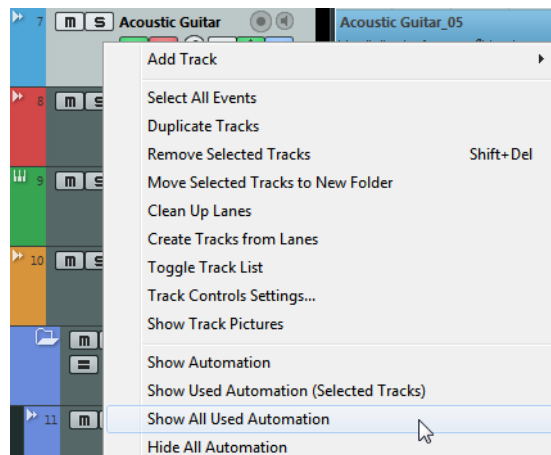 7 m S Acoustic Guitar Acoustic Guitar_05
Add Track
8 m S Select All Events
Duplicate Tracks
Remove Selected Tracks Shift+Del
9 m S Move Selected Tracks to New Folder
Clean Up Lanes
Create Tracks from Lanes
10 m S Toggle Track List
Track Controls Settings...
Show Track Pictures
m
Show Automation
Show Used Automation (Selected Tracks)
11 m Show All Used Automation
Hide All Automation